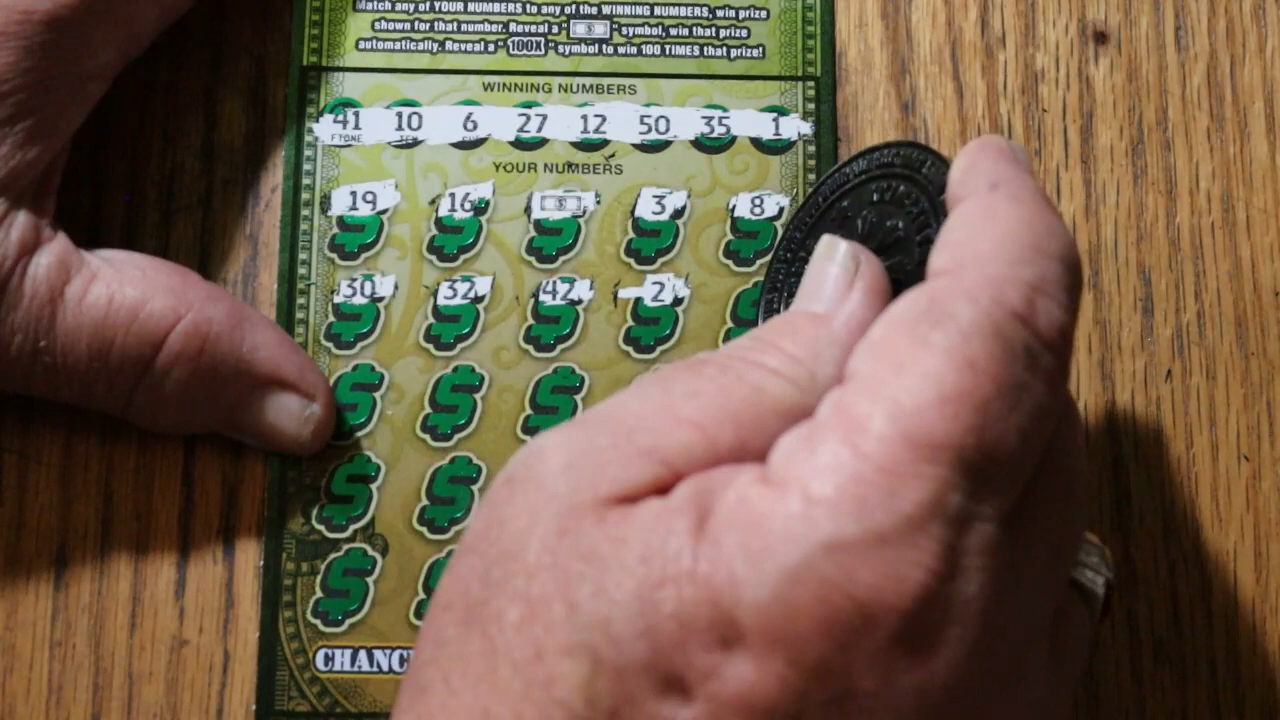 Match any of YOUR NUMBERS to any of the WINNING NUMBERS, win prize
shown for that number. Reveal a "$" symbol, win that prize
automatically. Reveal a "100X" symbol to win 100 TIMES that prize!
WINNING NUMBERS
41 10 6 27 12 50 35 1
FTONE
YOUR NUMBERS
19 16 $ 3 8
$ $ $ $ $
30 32 42 2
$ $ $ $ $
$ $ $
$ $
$ $
CHANC